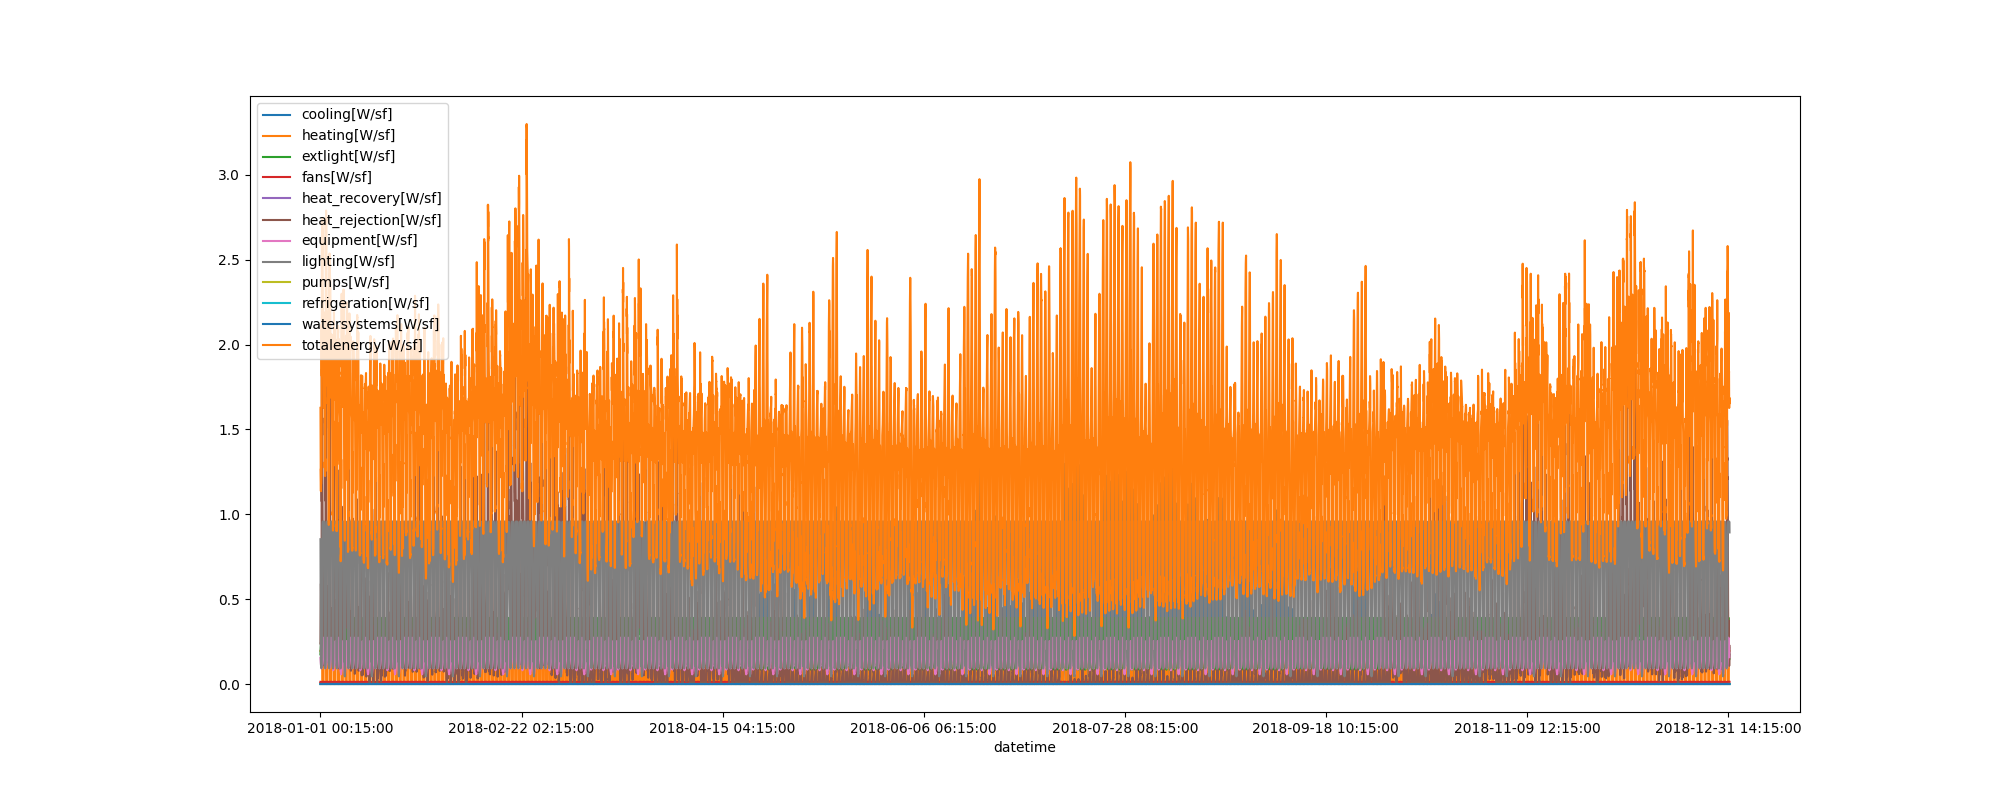 cooling[W/sf]
heating[W/sf]
extlight[W/sf]
fans[W/sf]
heat_recovery[W/sf]
heat_rejection[W/sf]
equipment[W/sf]
lighting[W/sf]
pumps[W/sf]
refrigeration[W/sf]
watersystems[W/sf]
totalenergy[W/sf]
3.0
2.5
2.0
1.5
1.0
0.5
0.0
2018-01-01 00:15:00 2018-02-22 02:15:00 2018-04-15 04:15:00 2018-06-06 06:15:00 2018-07-28 08:15:00 2018-09-18 10:15:00 2018-11-09 12:15:00 2018-12-31 14:15:00
datetime